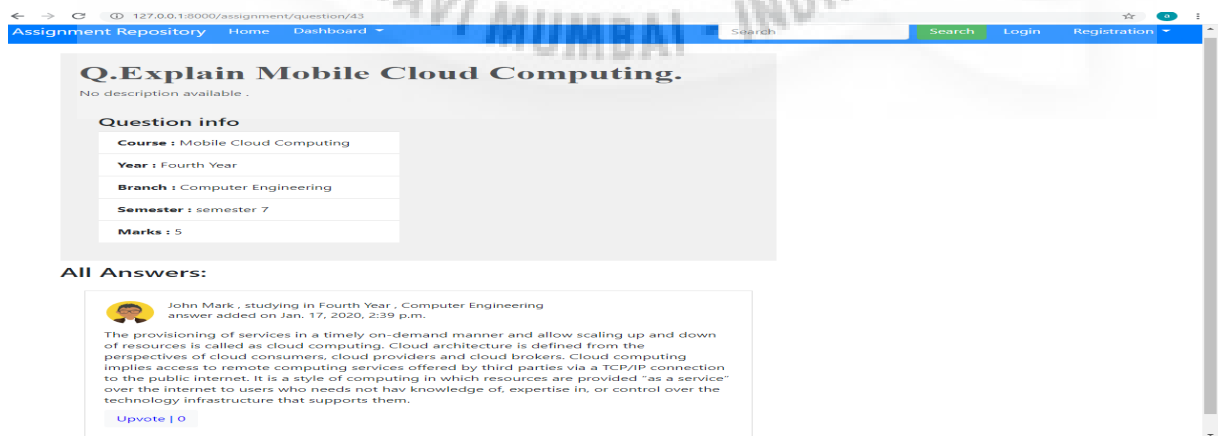 127.0.0.1:8000/assignment/question/43
AVI MUMBAI - IND
Assignment Repository Home Dashboard Search Search Login Registration
Q.Explain Mobile Cloud Computing.
No description available .
Question info
Course : Mobile Cloud Computing
Year : Fourth Year
Branch : Computer Engineering
Semester : semester 7
Marks : 5
All Answers:
John Mark , studying in Fourth Year , Computer Engineering
answer added on Jan. 17, 2020, 2:39 p.m.
The provisioning of services in a timely on-demand manner and allow scaling up and down
of resources is called as cloud computing. Cloud architecture is defined from the
perspectives of cloud consumers, cloud providers and cloud brokers. Cloud computing
implies access to remote computing services offered by third parties via a TCP/IP connection
to the public internet. It is a style of computing in which resources are provided "as a service"
over the internet to users who needs not hav knowledge of, expertise in, or control over the
technology infrastructure that supports them.
Upvote | 0